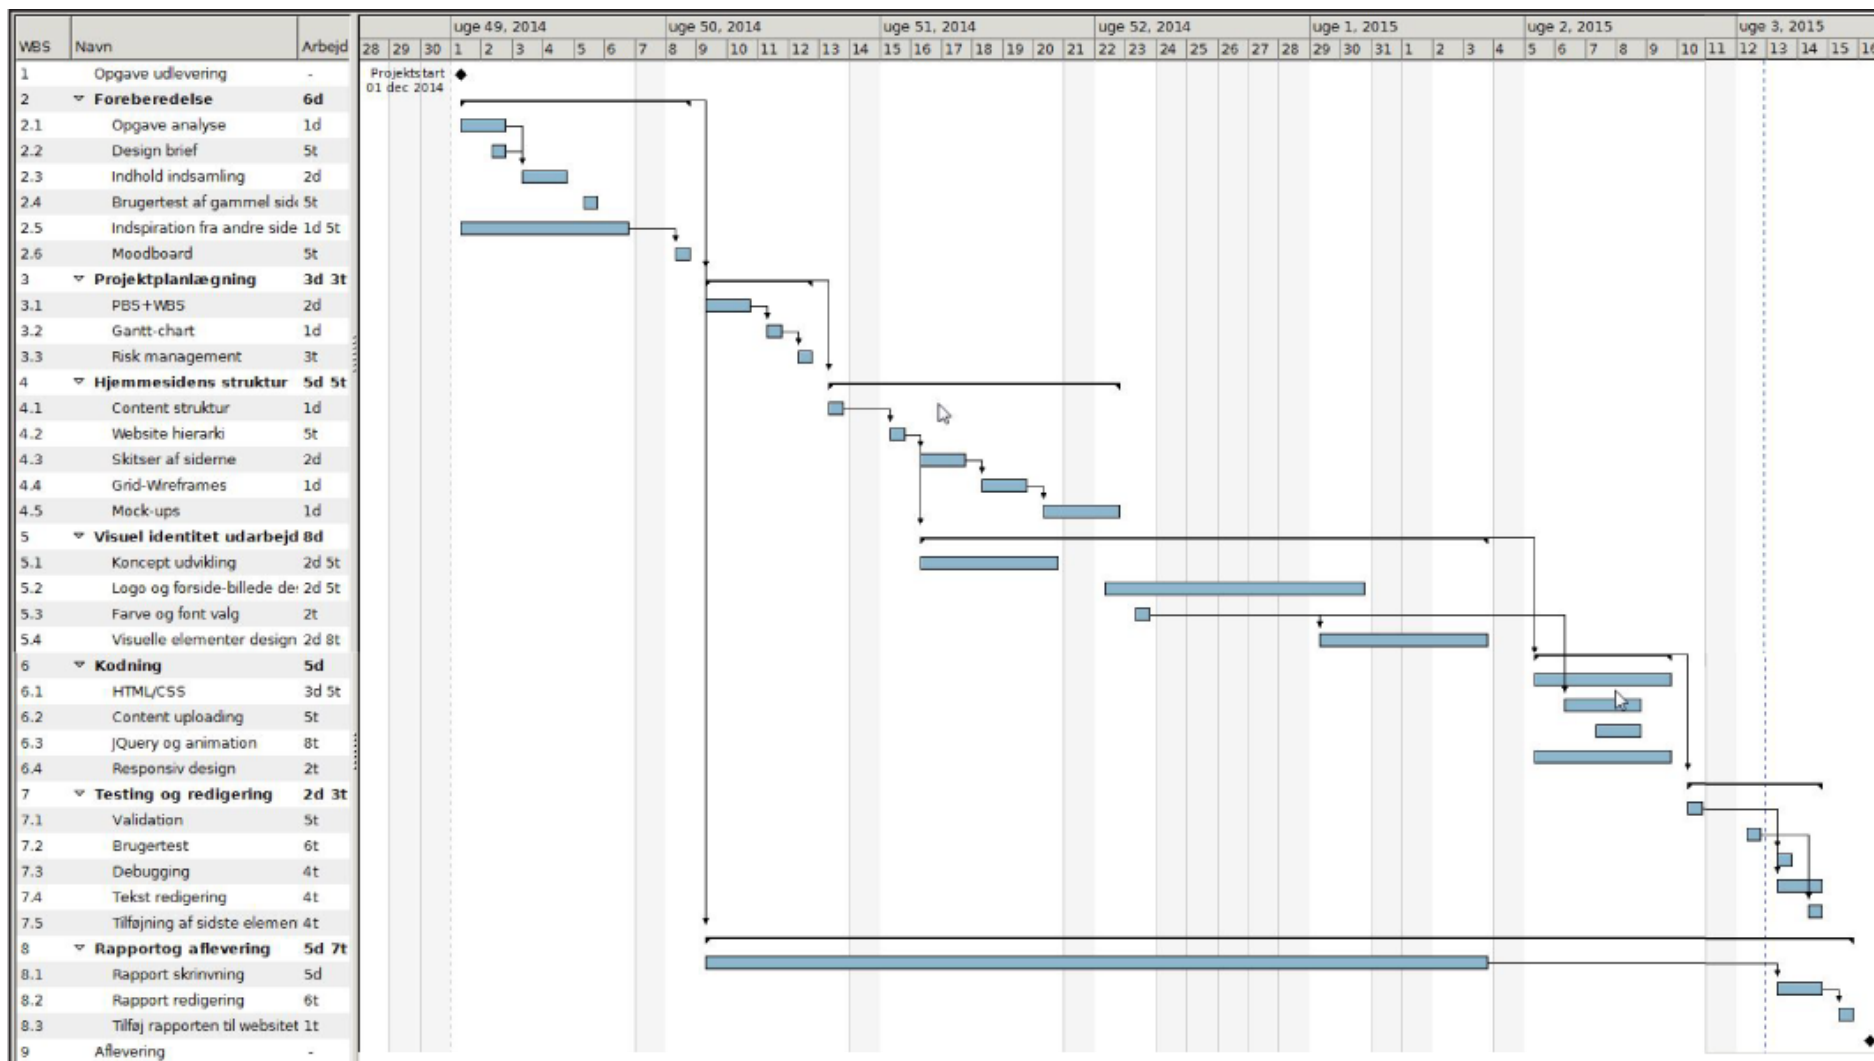 WBS Navn Arbejd
uge 49, 2014 uge 50, 2014 uge 51, 2014 uge 52, 2014 uge 1, 2015 uge 2, 2015 uge 3, 2015
28 29 30 1 2 3 4 5 6 7 8 9 10 11 12 13 14 15 16 17 18 19 20 21 22 23 24 25 26 27 28 29 30 31 1 2 3 4 5 6 7 8 9 10 11 12 13 14 15 16
1 Opgave udlevering -
Projektstart
01 dec 2014
2 Foreberedelse 6d
2.1 Opgave analyse 1d
2.2 Design brief 5t
2.3 Indhold indsamling 2d
2.4 Brugertest af gammel side 5t
2.5 Indspiration fra andre side 1d 5t
2.6 Moodboard 5t
3 Projektplanlægning 3d 3t
3.1 PBS+WBS 2d
3.2 Gantt-chart 1d
3.3 Risk management 3t
4 Hjemmesidens struktur 5d 5t
4.1 Content struktur 1d
4.2 Website hierarki 5t
4.3 Skitser af siderne 2d
4.4 Grid-Wireframes 1d
4.5 Mock-ups 1d
5 Visuel identitet udarbejd 8d
5.1 Koncept udvikling 2d 5t
5.2 Logo og forside-billede de 2d 5t
5.3 Farve og font valg 2t
5.4 Visuelle elementer design 2d 8t
6 Kodning 5d
6.1 HTML/CSS 3d 5t
6.2 Content uploading 5t
6.3 JQuery og animation 8t
6.4 Responsiv design 2t
7 Testing og redigering 2d 3t
7.1 Validation 5t
7.2 Brugertest 6t
7.3 Debugging 4t
7.4 Tekst redigering 4t
7.5 Tilføjning af sidste elemen 4t
8 Rapportog aflevering 5d 7t
8.1 Rapport skrinvning 5d
8.2 Rapport redigering 6t
8.3 Tilføj rapporten til websitet 1t
9 Aflevering -